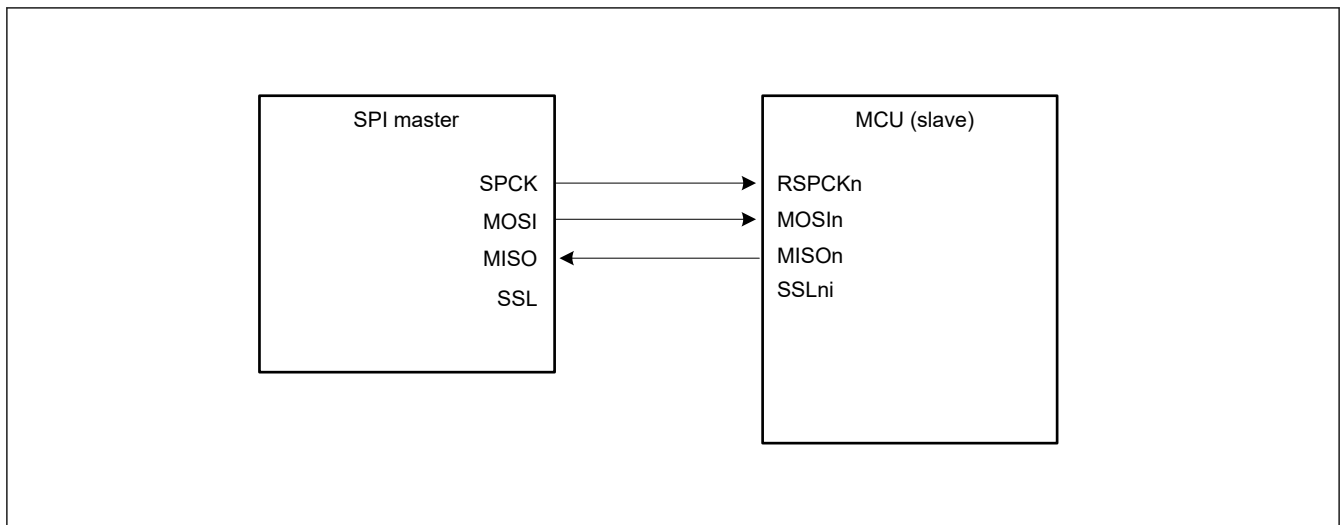 SPI master
SPCK
MOSI
MISO
SSL
MCU (slave)
RSPCKn
MOSIn
MISOn
SSLni